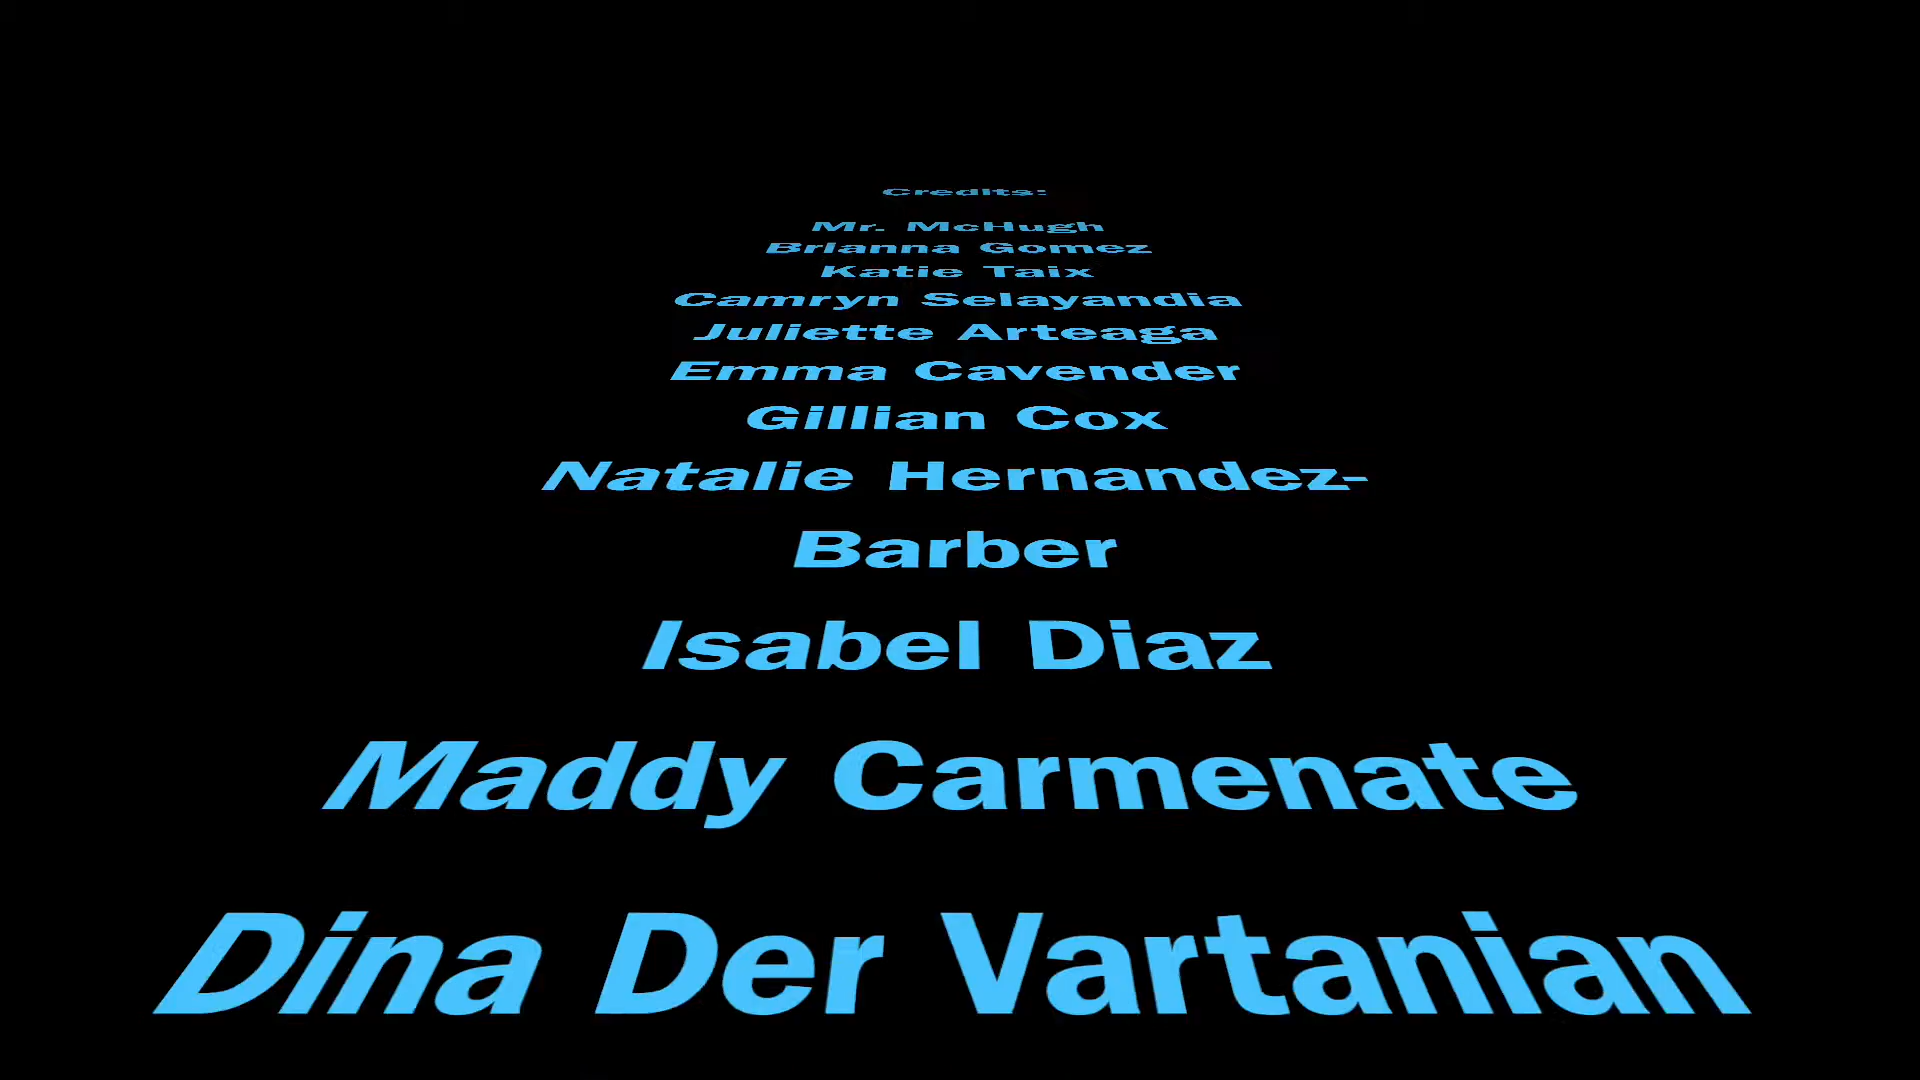 Credits:
Mr. McHugh
Brianna Gomez
Katie Taix
Camryn Selayandia
Juliette Arteaga
Emma Cavender
Gillian Cox
Natalie Hernandez-
Barber
Isabel Diaz
Maddy Carmenate
Dina Der Vartanian